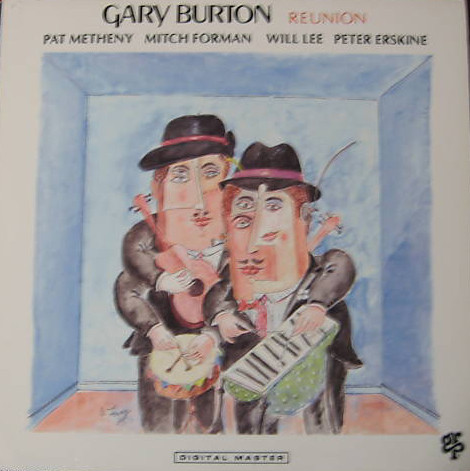 GARY BURTON REUNION
PAT METHENY MITCH FORMAN WILL LEE PETER ERSKINE
DIGITAL MASTER
grp